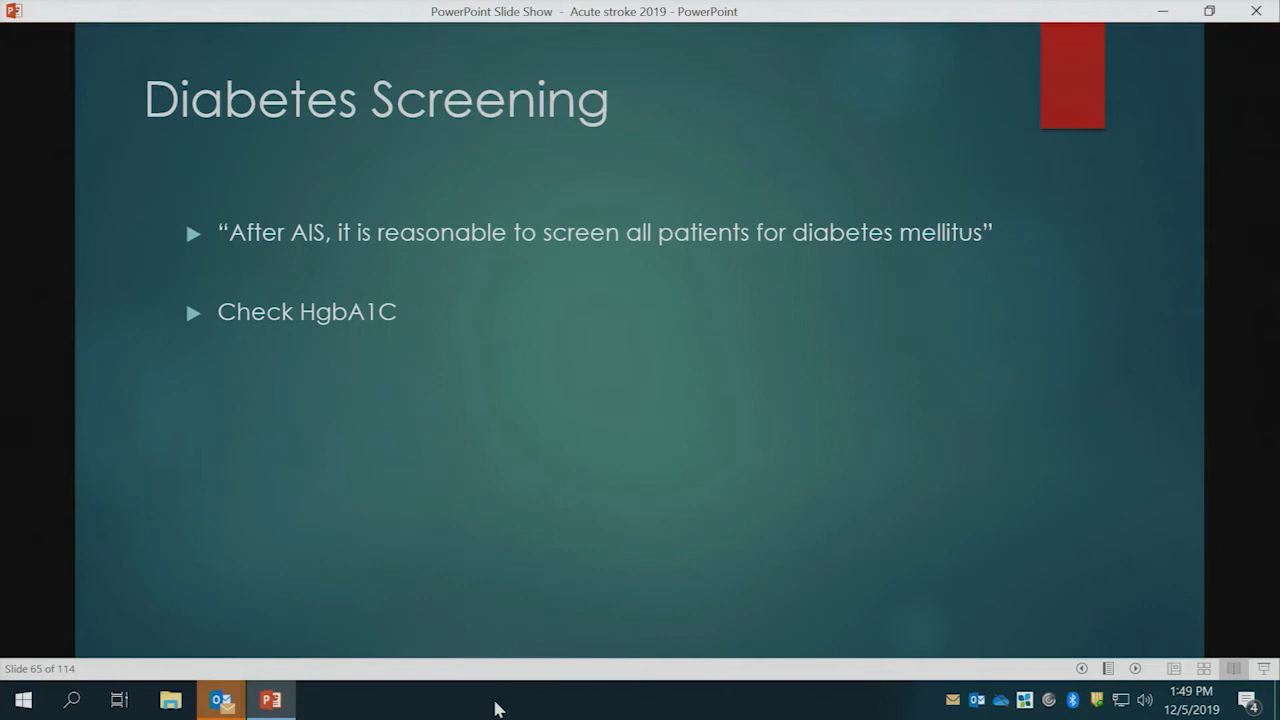 PowerPoint Slide Show - Acute stroke 2019 - PowerPoint
Diabetes Screening
“After AIS, it is reasonable to screen all patients for diabetes mellitus”
Check HgbA1C
Slide 65 of 114
1:49 PM
12/5/2019
4